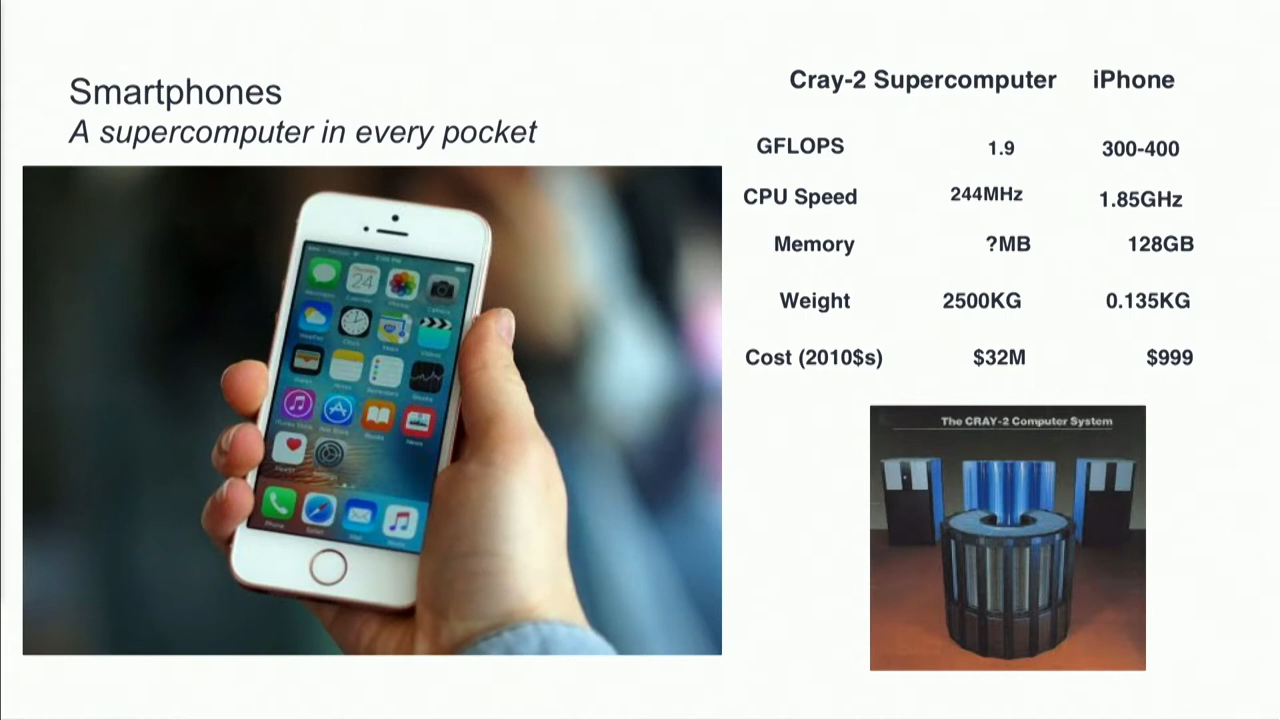 Smartphones
A supercomputer in every pocket
Cray-2 Supercomputer iPhone
GFLOPS 1.9 300-400
CPU Speed 244MHz 1.85GHz
Memory ?MB 128GB
Weight 2500KG 0.135KG
Cost (2010$s) $32M $999
24
The CRAY-2 Computer System